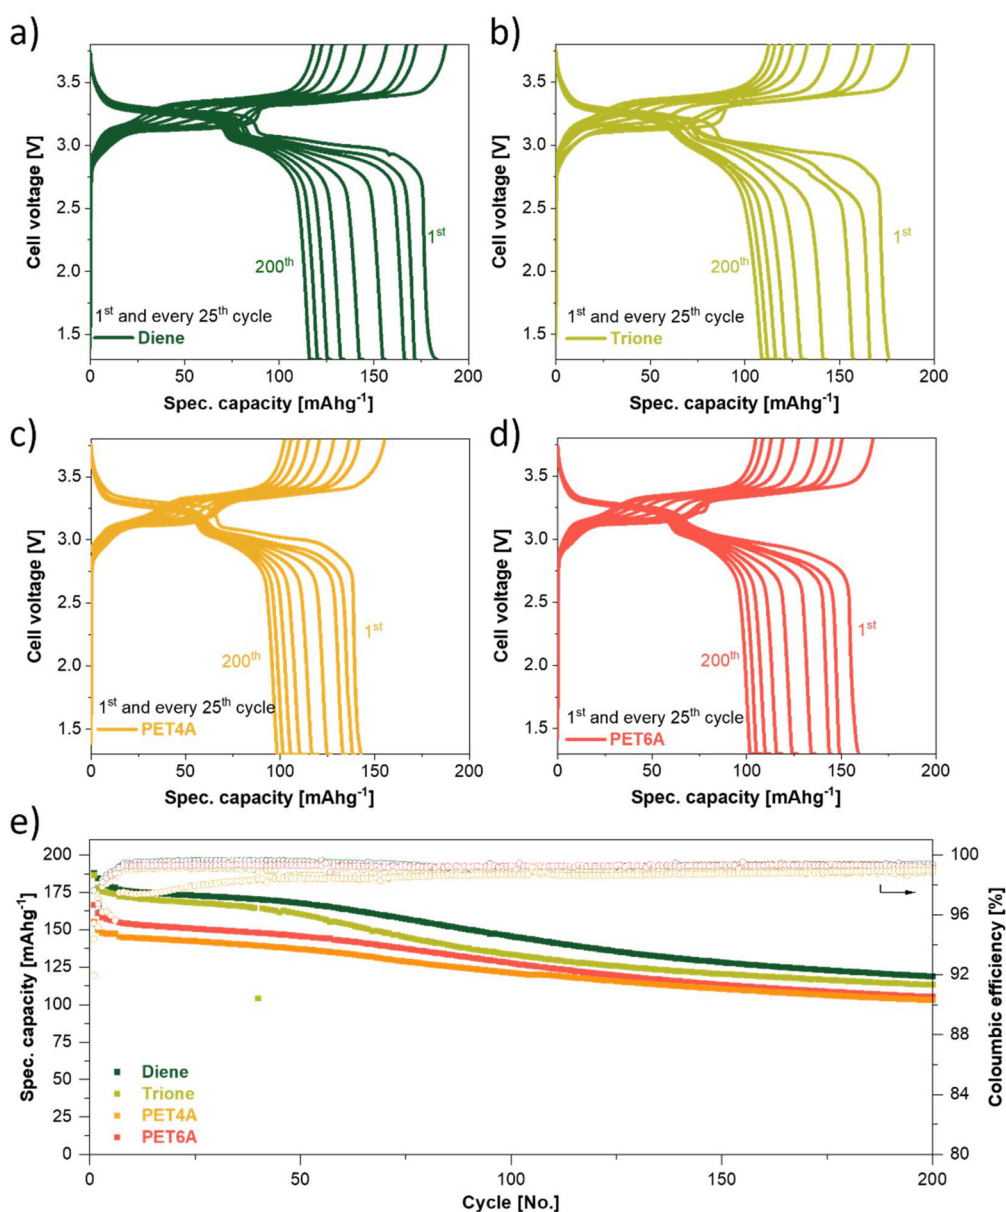 a)
3.5
3.0
2.5
2.0
1.5
Cell voltage [V]
1st
200th
1st and every 25th cycle
Diene
0 50 100 150 200
Spec. capacity [mAhg-1]
b)
3.5
3.0
2.5
2.0
1.5
Cell voltage [V]
1st
200th
1st and every 25th cycle
Trione
0 50 100 150 200
Spec. capacity [mAhg-1]
c)
3.5
3.0
2.5
2.0
1.5
Cell voltage [V]
1st
200th
1st and every 25th cycle
PET4A
0 50 100 150 200
Spec. capacity [mAhg-1]
d)
3.5
3.0
2.5
2.0
1.5
Cell voltage [V]
1st
200th
1st and every 25th cycle
PET6A
0 50 100 150 200
Spec. capacity [mAhg-1]
e)
200
175
150
125
100
75
50
25
0
Spec. capacity [mAhg-1]
Diene
Trione
PET4A
PET6A
100
96
92
90
84
80
Coloumbic efficiency [%]
0 50 100 150 200
Cycle [No.]